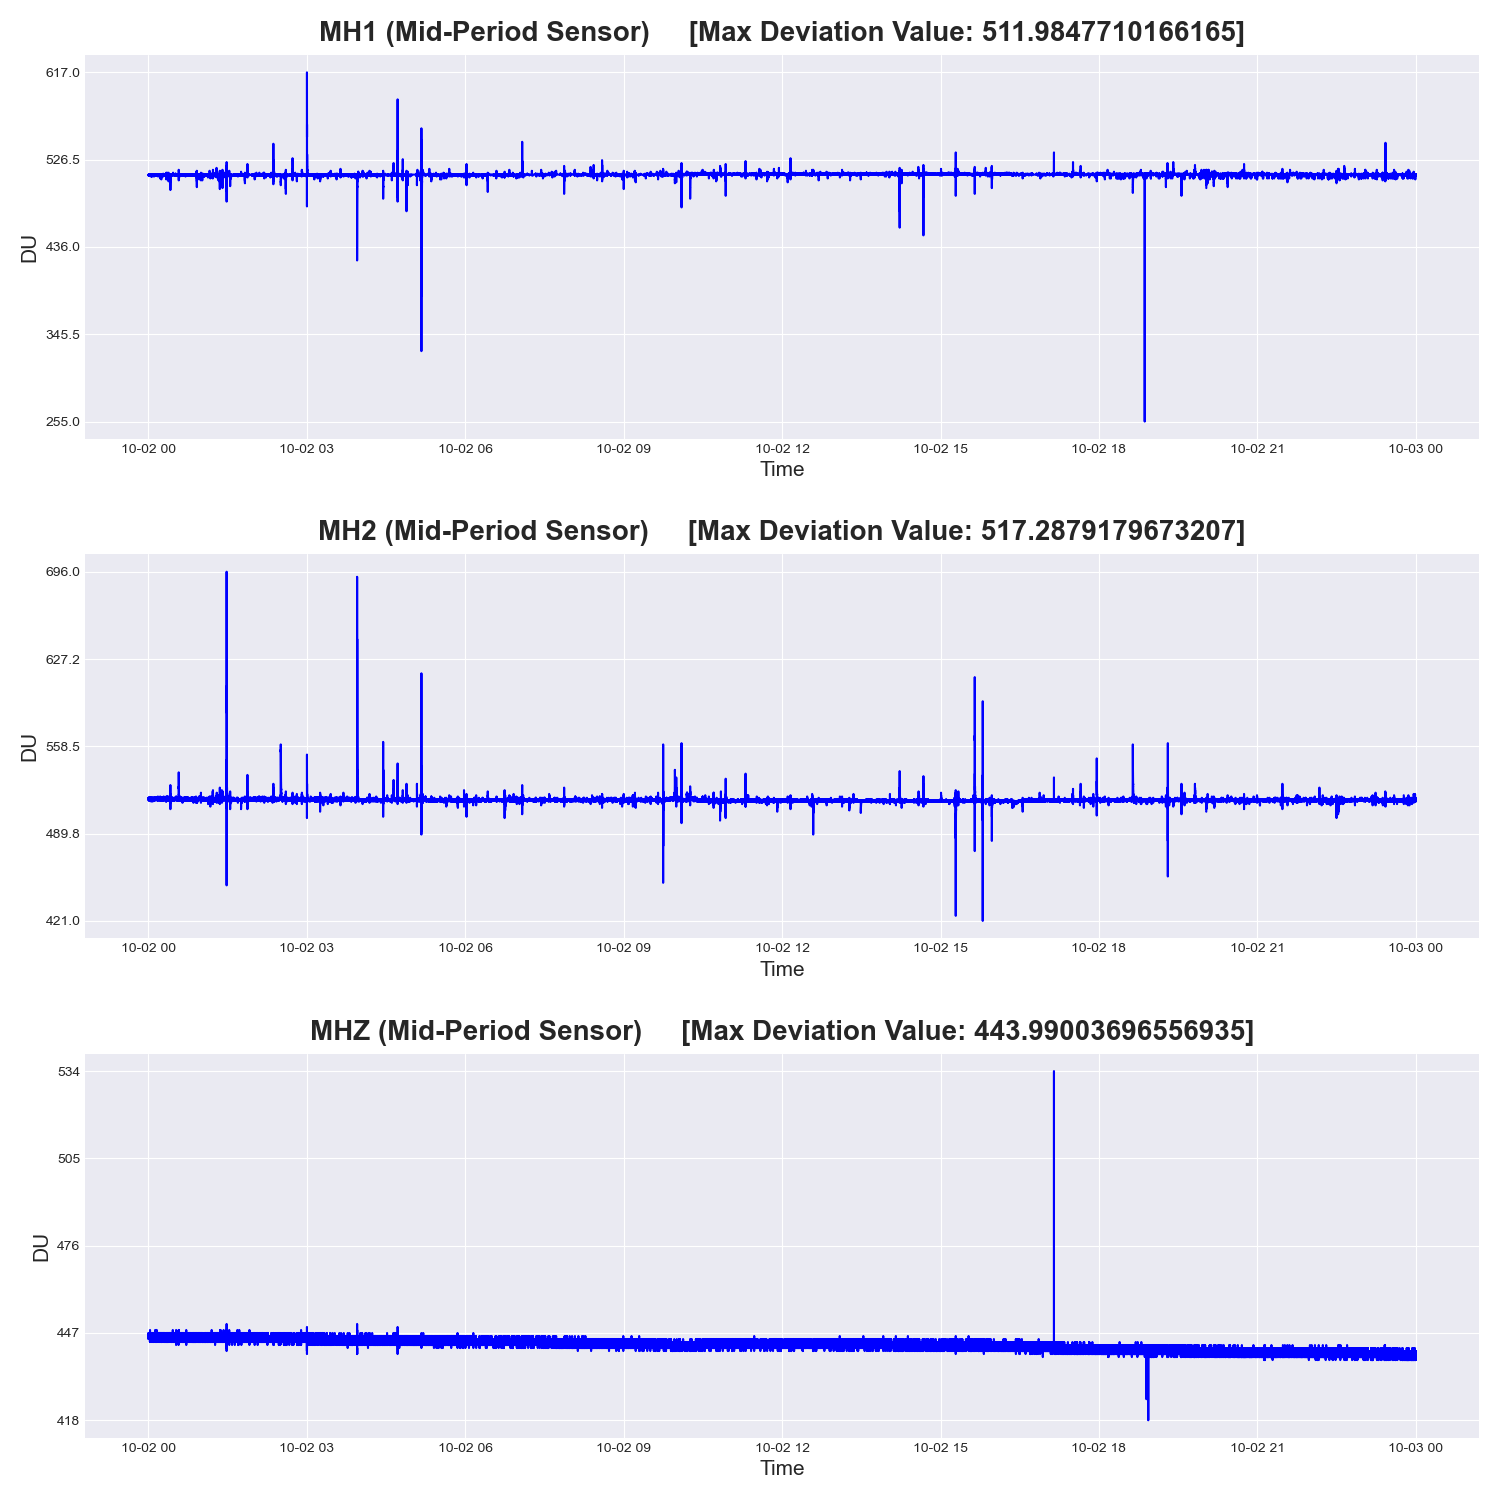 MH1 (Mid-Period Sensor) [Max Deviation Value: 511.9847710166165]
617.0
526.5
436.0
345.5
255.0
DU
10-02 00 10-02 03 10-02 06 10-02 09 10-02 12 10-02 15 10-02 18 10-02 21 10-03 00
Time
MH2 (Mid-Period Sensor) [Max Deviation Value: 517.2879179673207]
696.0
627.2
558.5
489.8
421.0
DU
10-02 00 10-02 03 10-02 06 10-02 09 10-02 12 10-02 15 10-02 18 10-02 21 10-03 00
Time
MHZ (Mid-Period Sensor) [Max Deviation Value: 443.99003696556935]
534
505
476
447
418
DU
10-02 00 10-02 03 10-02 06 10-02 09 10-02 12 10-02 15 10-02 18 10-02 21 10-03 00
Time